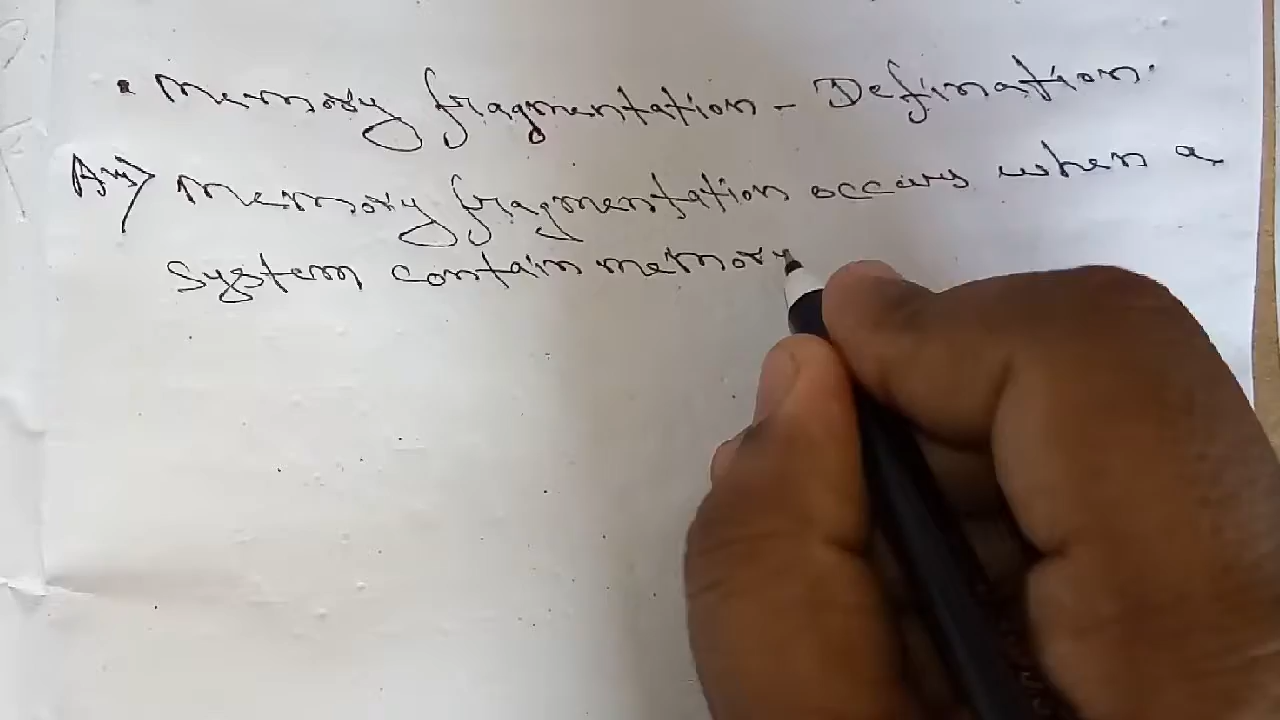 • Memory fragmentation - Defination.
Ans) Memory fragmentation occurs when a
system contain memory